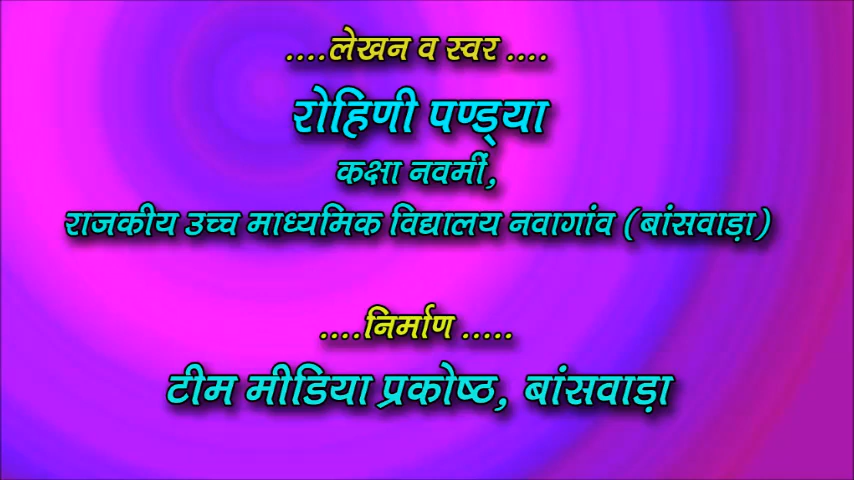 ....लेखन व स्वर ....
रोहिणी पण्ड्या
कक्षा नवमीं,
राजकीय उच्च माध्यमिक विद्यालय नवागांव (बांसवाड़ा)
....निर्माण .....
टीम मीडिया प्रकोष्ठ, बांसवाड़ा